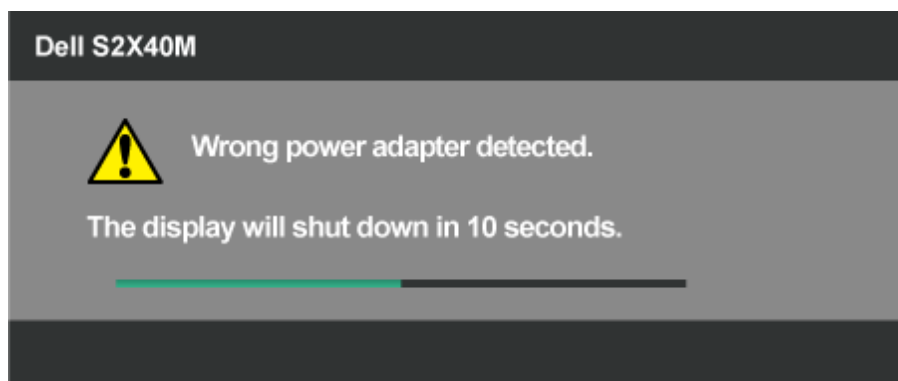 Dell S2X40M
Wrong power adapter detected.
The display will shut down in 10 seconds.